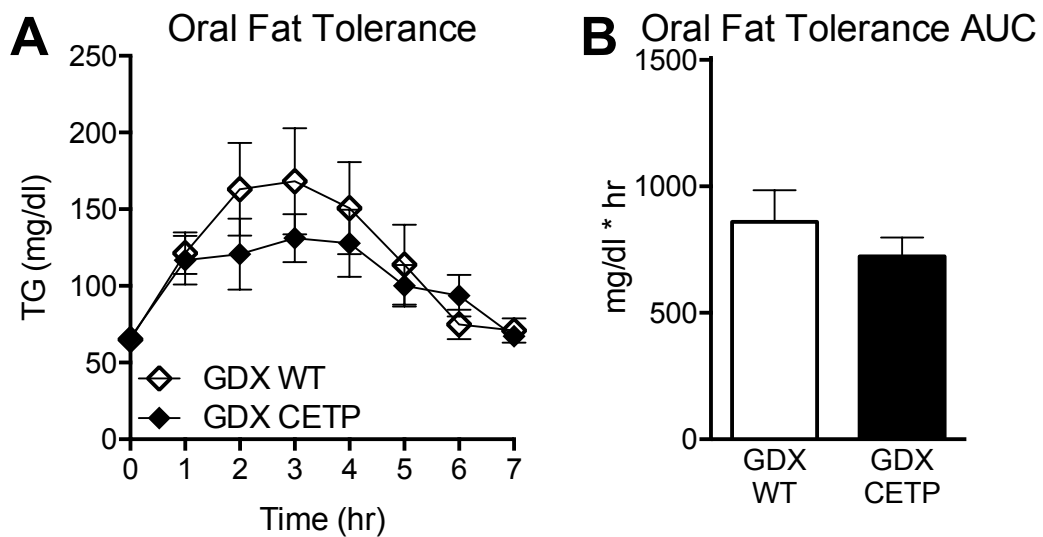 A
Oral Fat Tolerance
250
200
150
100
50
0
TG (mg/dl)
GDX WT
GDX CETP
0 1 2 3 4 5 6 7
Time (hr)
B
Oral Fat Tolerance AUC
1500
1000
500
0
mg/dl * hr
GDX
WT
GDX
CETP